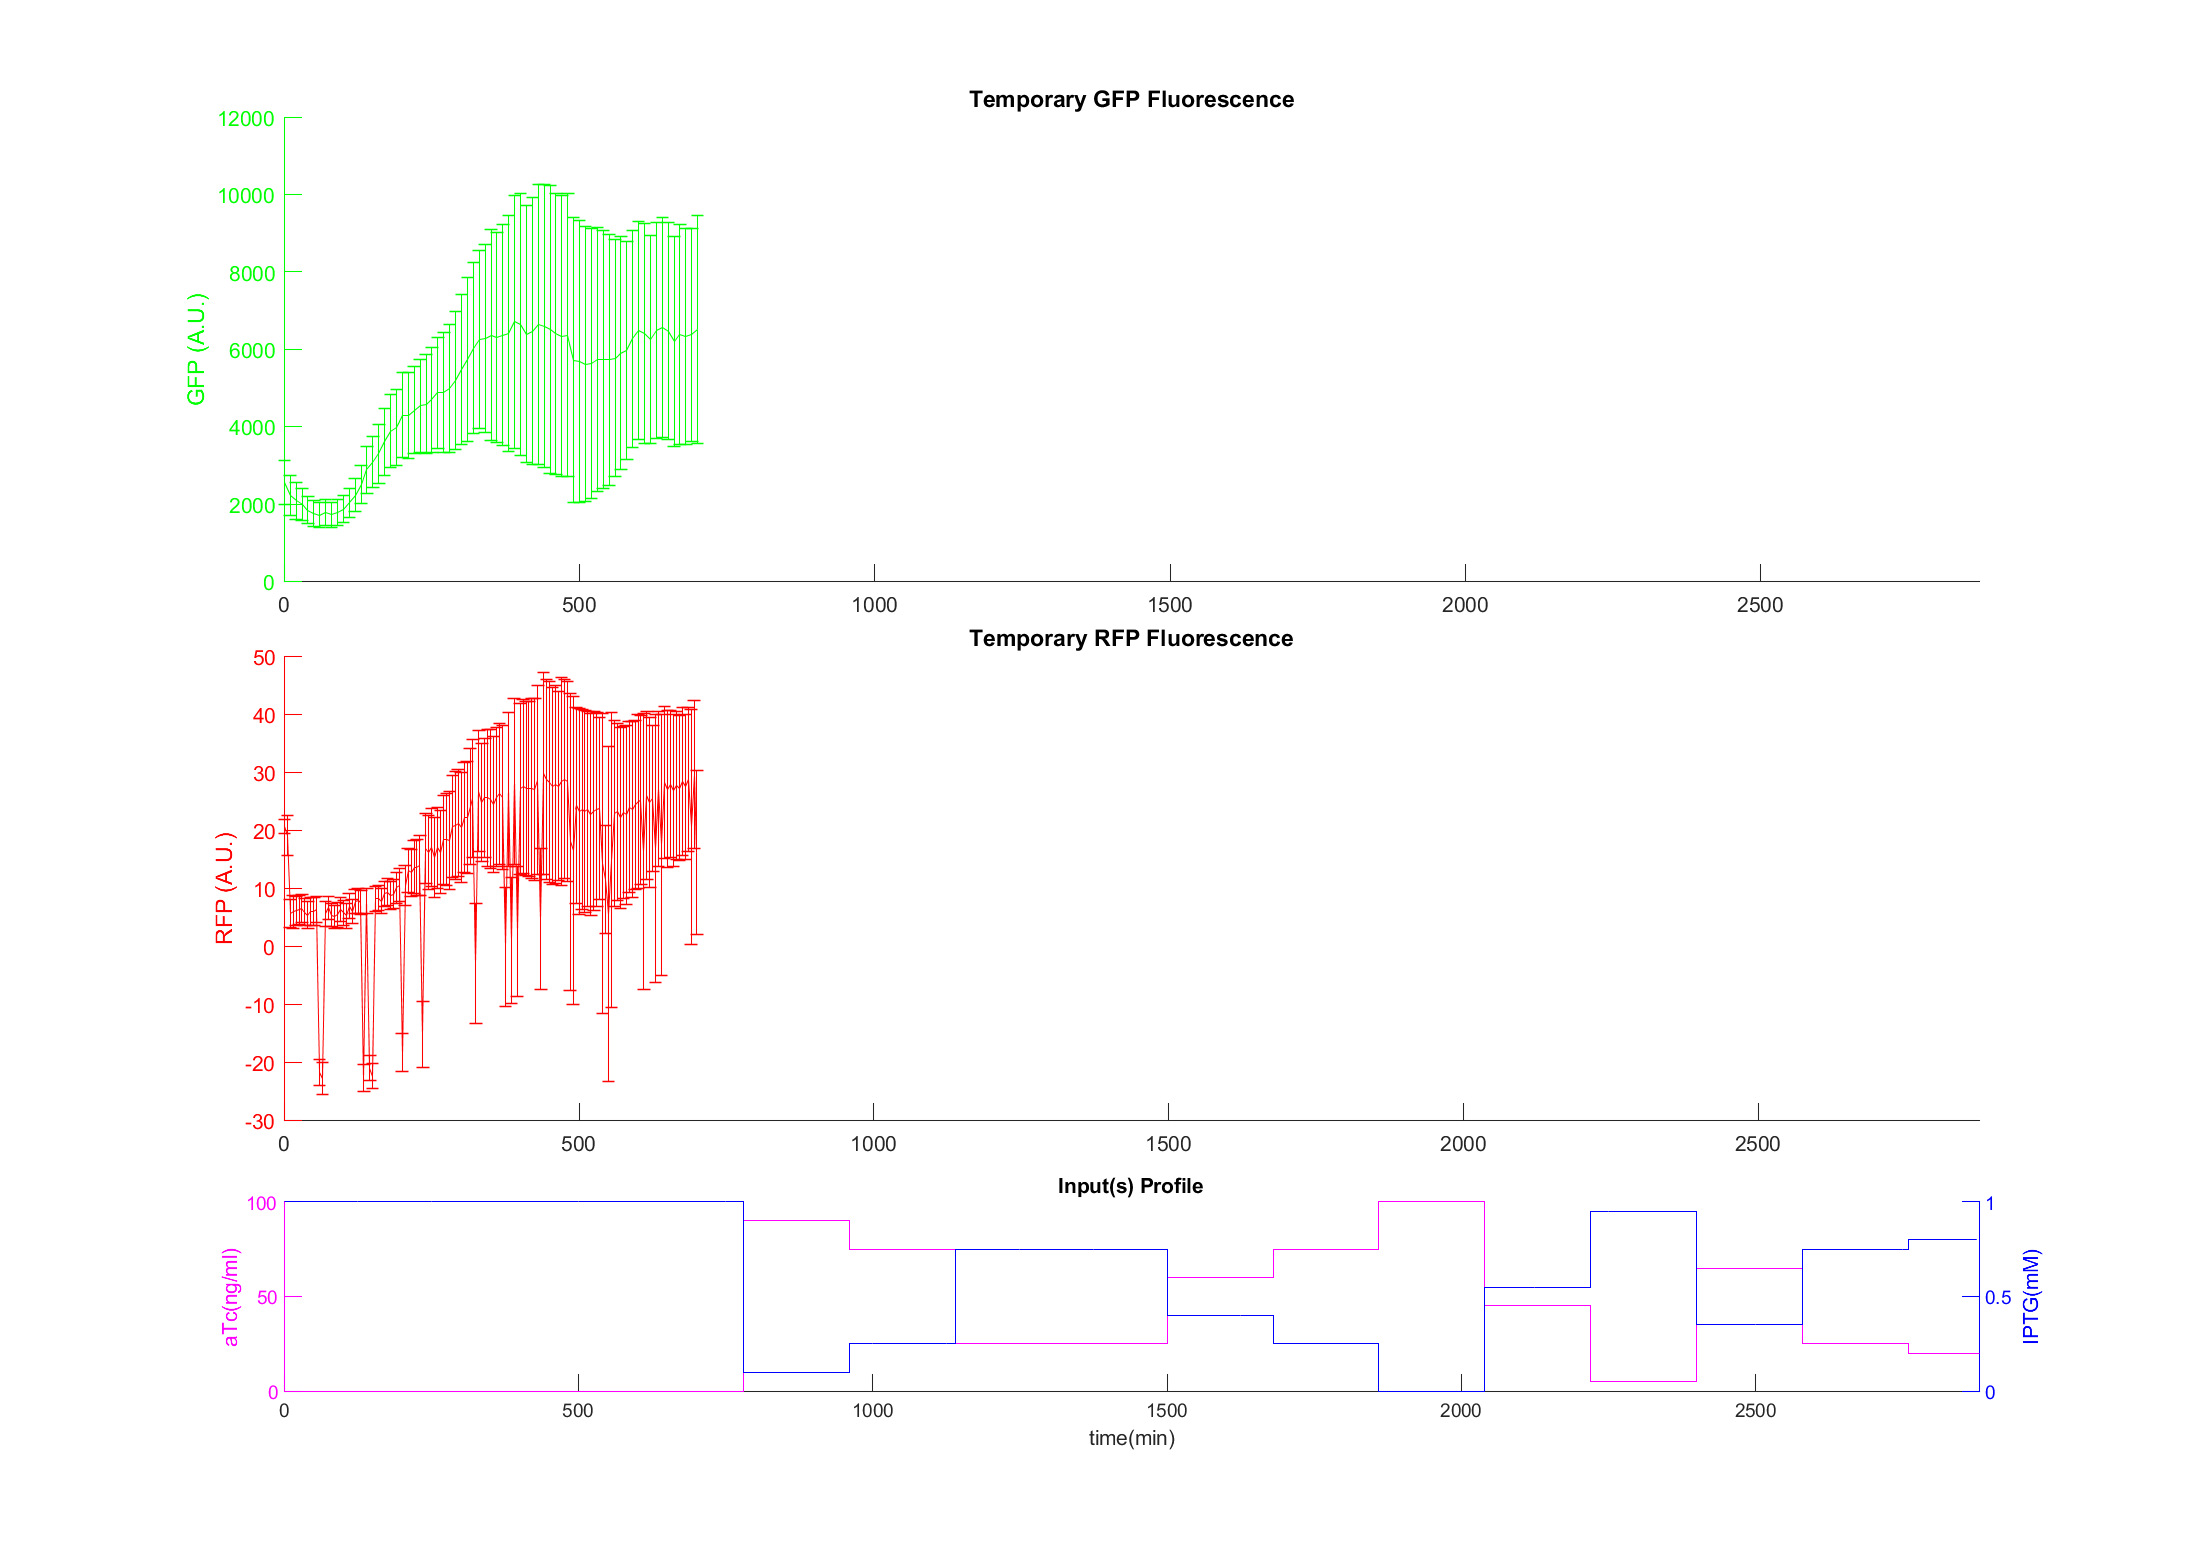 Temporary GFP Fluorescence
12000
10000
8000
6000
4000
2000
0
GFP (A.U.)
0 500 1000 1500 2000 2500
Temporary RFP Fluorescence
50
40
30
20
10
0
-10
-20
-30
RFP (A.U.)
0 500 1000 1500 2000 2500
Input(s) Profile
100
50
0
aTc(ng/ml)
1
0.5
0
IPTG(mM)
0 500 1000 1500 2000 2500
time(min)